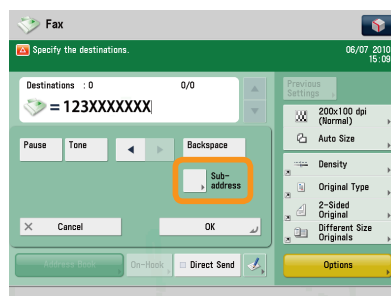 Fax
Specify the destinations.
06/07 2010
15:09
Destinations : 0
0/0
= 123XXXXXXX
Previous
Settings
200x100 dpi
(Normal)
Auto Size
Pause
Tone
Backspace
Density
Sub-
address
Original Type
2-Sided
Original
Cancel
OK
Different Size
Originals
Address Book
On-Hook
Direct Send
Options